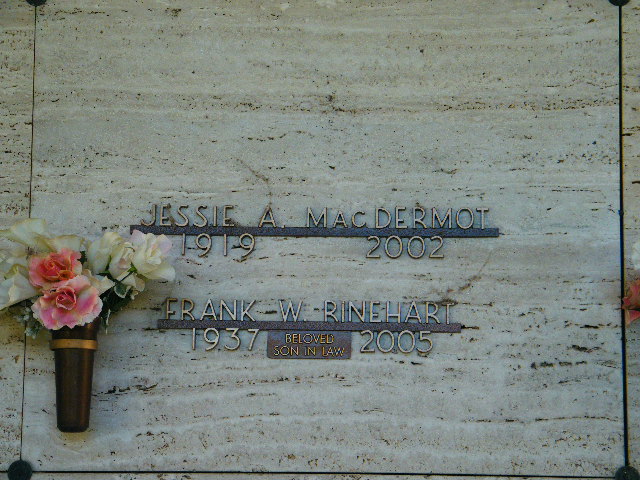 JESSIE A. MACDERMOT
1919 2002
FRANK W. RINEHART
1937 2005
BELOVED
SON IN LAW